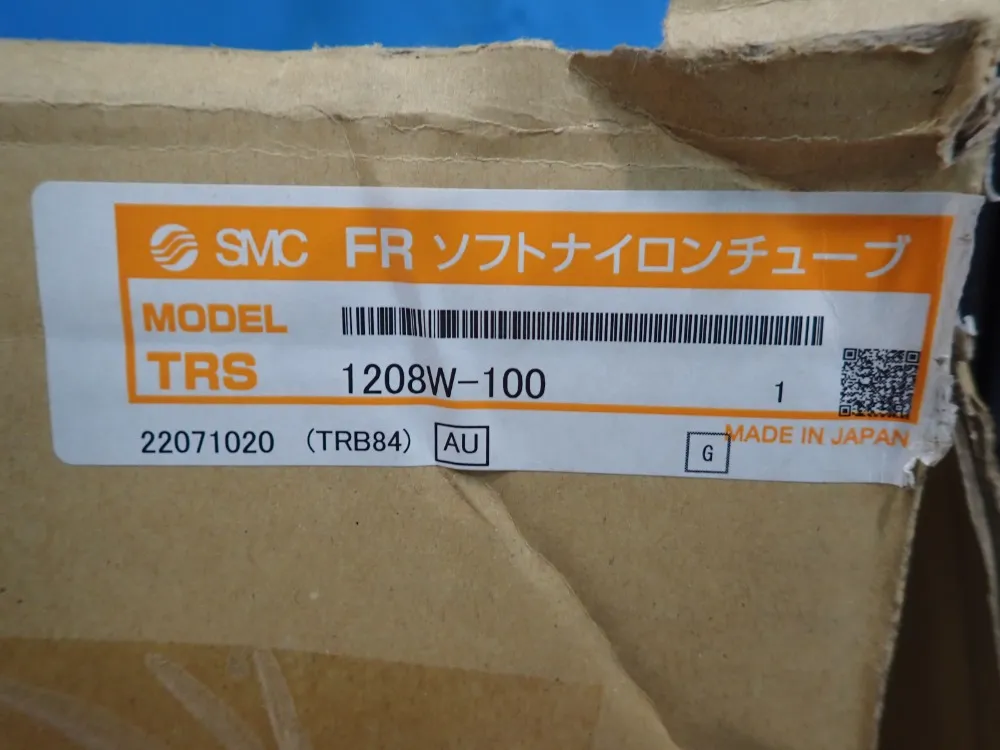 SMC FR ソフトナイロンチューブ
MODEL
TRS 1208W-100 1
22071020 (TRB84) AU G MADE IN JAPAN